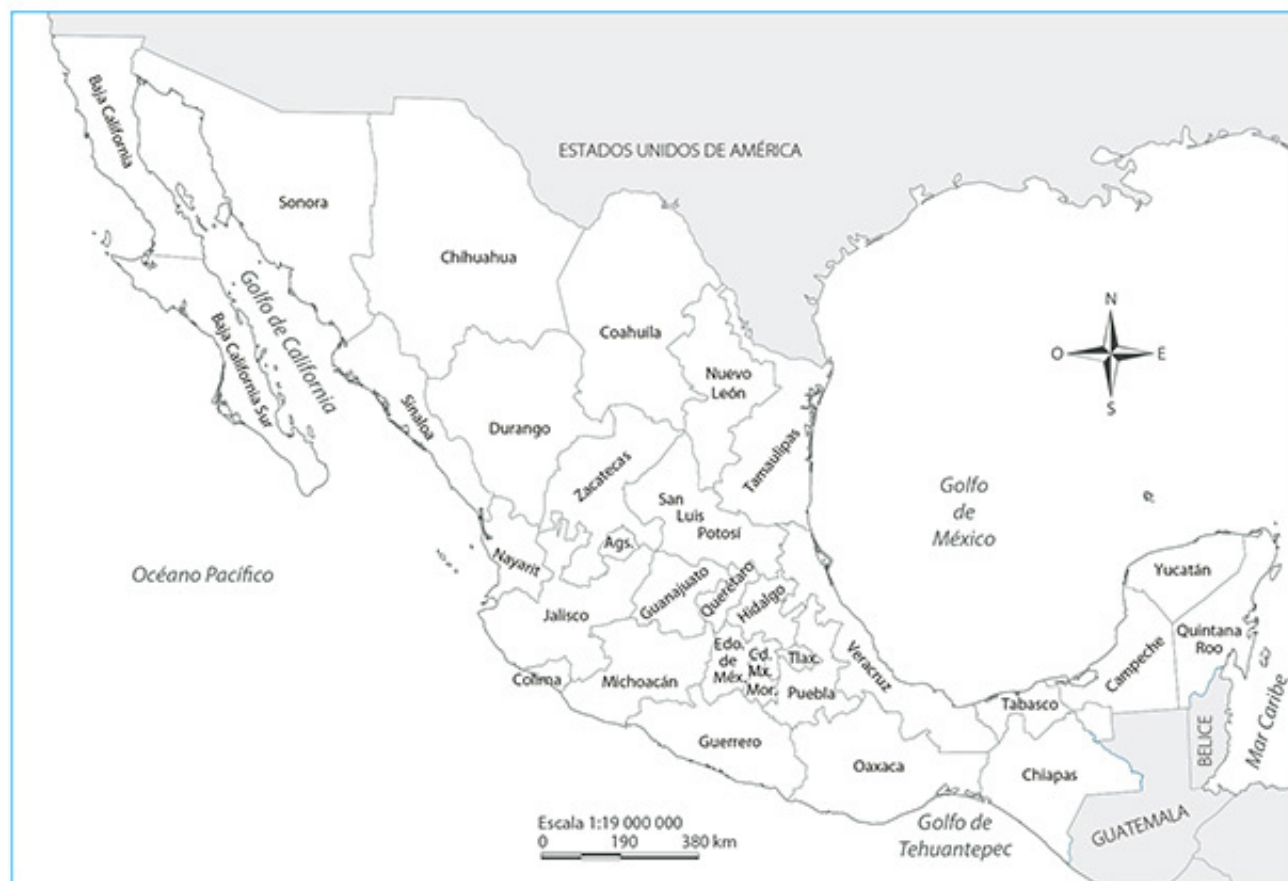 Baja California
Sonora
Chihuahua
ESTADOS UNIDOS DE AMÉRICA
Coahuila
Golfo de California
Baja California Sur
Sinaloa
Durango
Nuevo
León
Tamaulipas
Zacatecas
San
Luis
Potosí
Ags.
Nayarit
Jalisco
Guanajuato
Querétaro
Hidalgo
Colima
Michoacán
Edo.
de
Méx.
Cd.
Mx.
Mor.
Tlax.
Puebla
Veracruz
Guerrero
Oaxaca
Tabasco
Chiapas
Campeche
Yucatán
Quintana
Roo
BELICE
GUATEMALA
Mar Caribe
Golfo
de
México
Océano Pacífico
Golfo de
Tehuantepec
N
O E
S
Escala 1:19 000 000
0 190 380 km